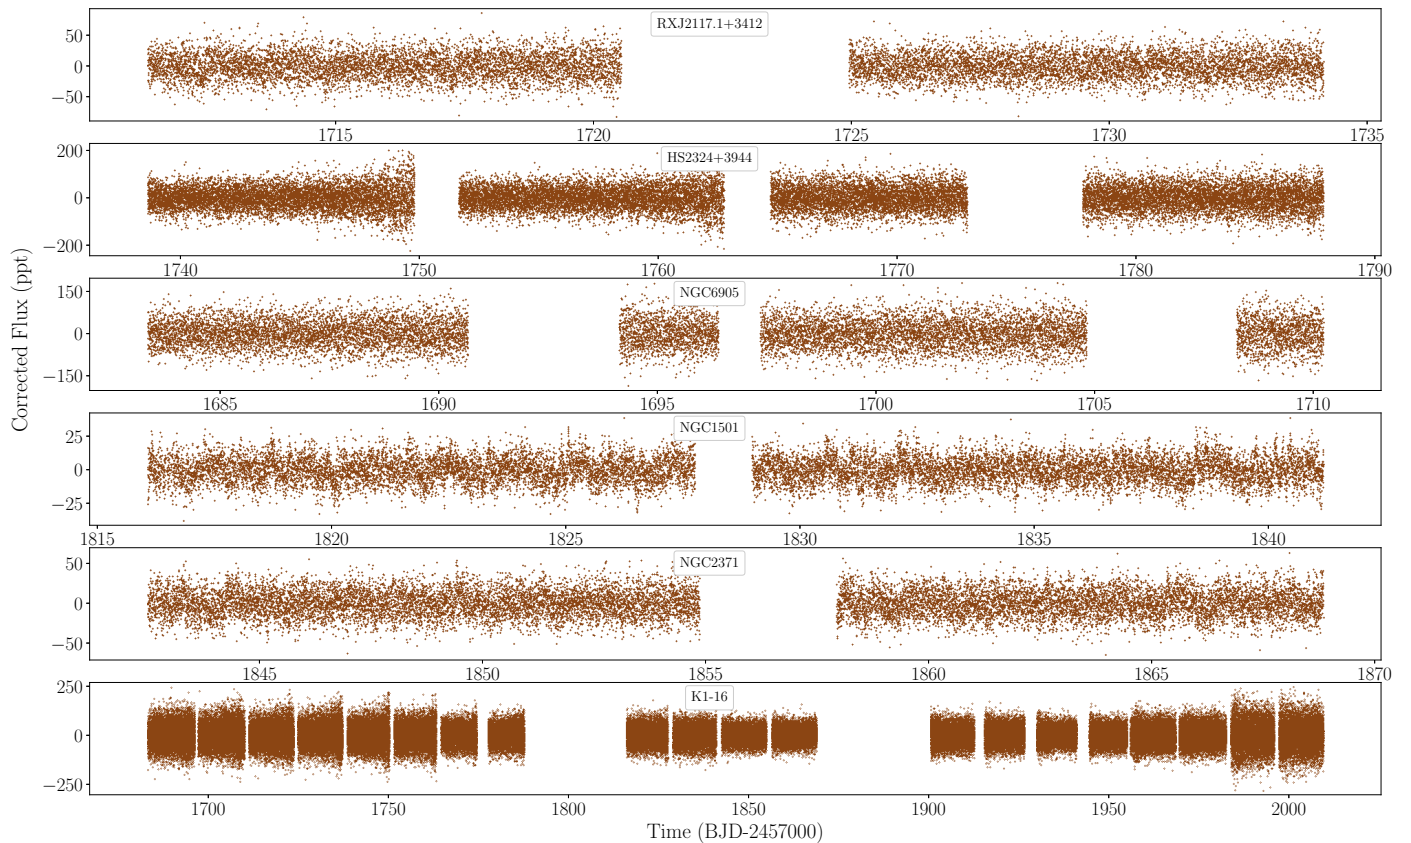 RXJ2117.1+3412
50
0
−50
1715 1720 1725 1730 1735
HS2324+3944
200
0
−200
1740 1750 1760 1770 1780 1790
NGC6905
150
0
−150
1685 1690 1695 1700 1705 1710
NGC1501
25
0
−25
1815 1820 1825 1830 1835 1840
NGC2371
50
0
−50
1845 1850 1855 1860 1865 1870
K1-16
250
0
−250
1700 1750 1800 1850 1900 1950 2000
Time (BJD-2457000)
Corrected Flux (ppt)